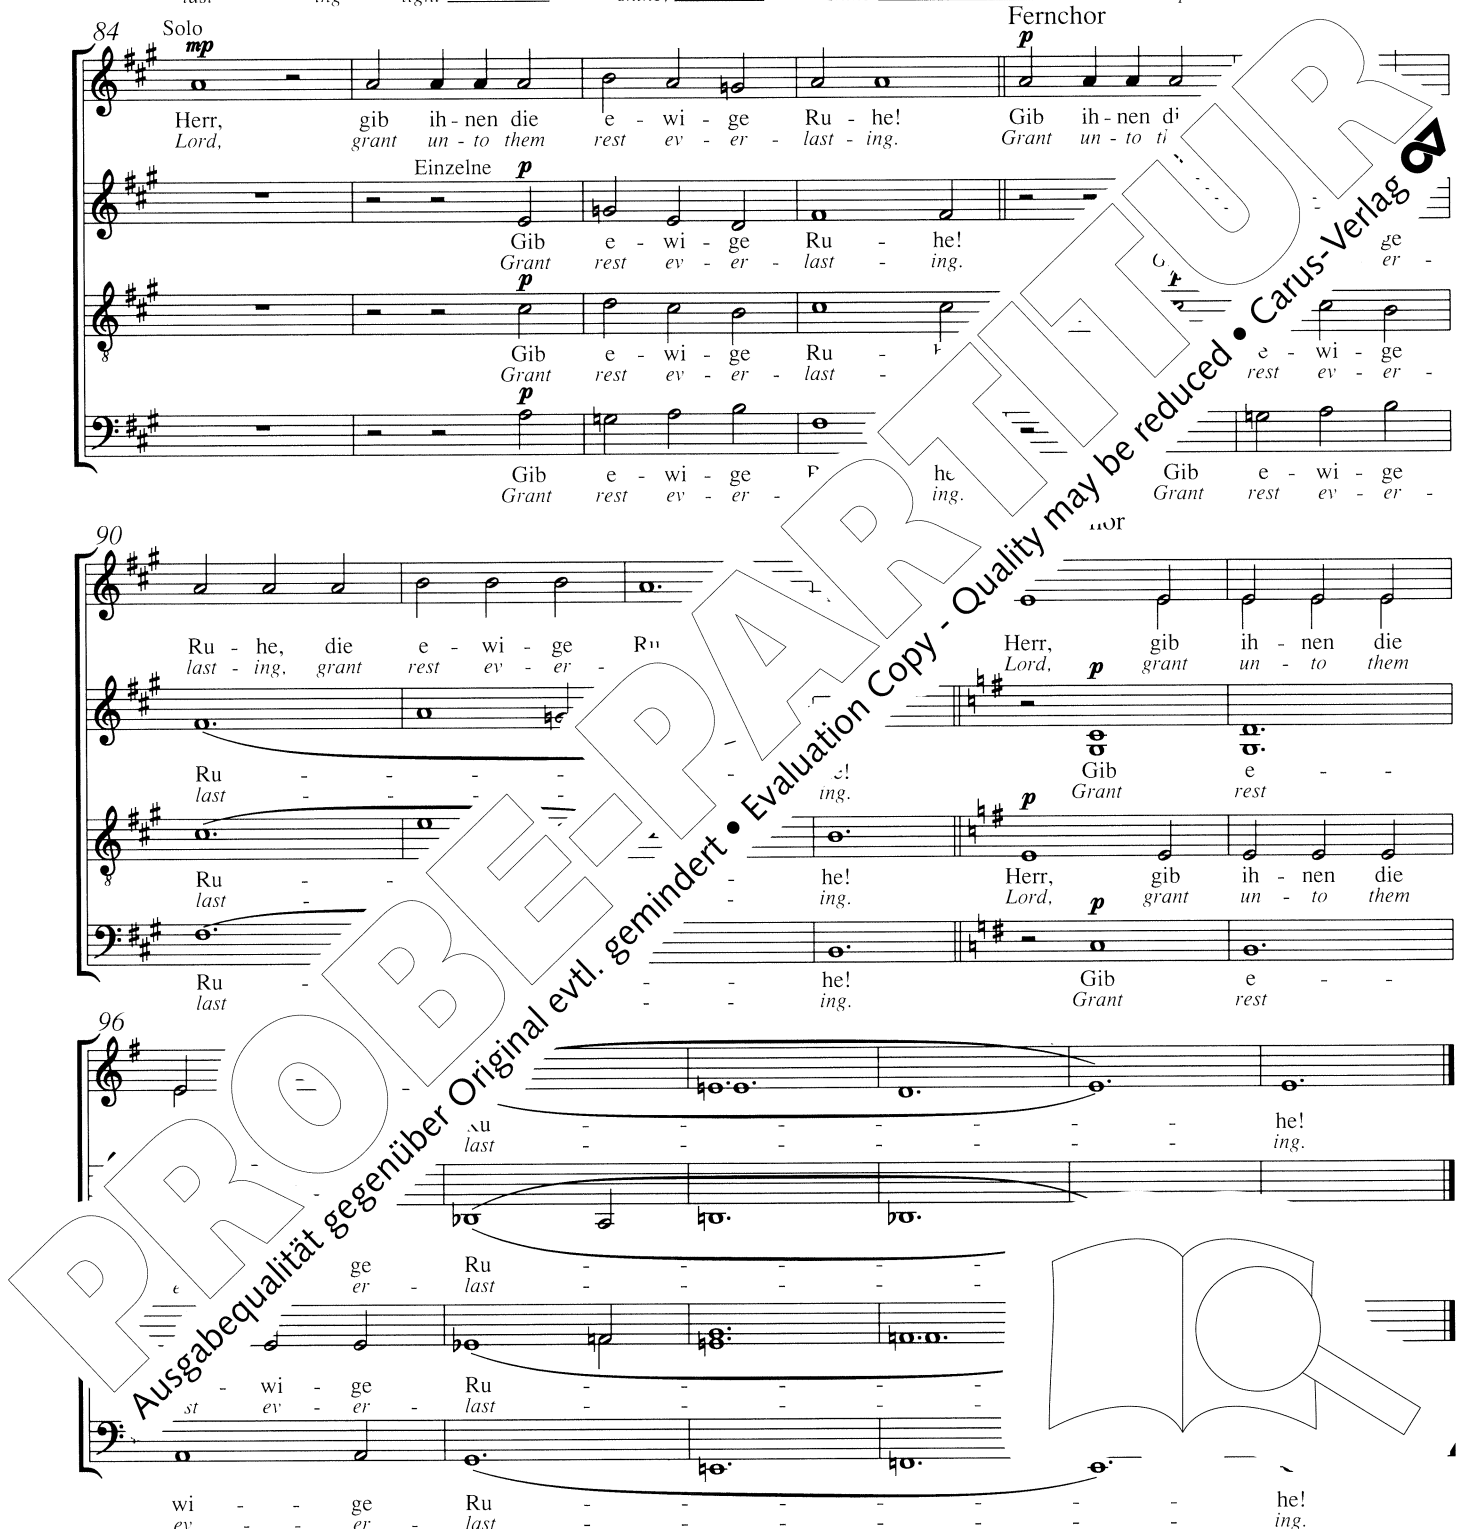 84 Solo Fernchor
mp p
Herr, gib ih - nen die e - wi - ge Ru - he! Gib ih - nen
Lord, grant un - to them rest ev - er - last - ing. Grant un - to
Einzelne p
Gib e - wi - ge Ru - he! ge
Grant rest ev - er - last - ing. er -
p
Gib e - wi - ge Ru - e - wi - ge
Grant rest ev - er - last - rest ev - er -
p
Gib e - wi - ge Gib e - wi - ge
Grant rest ev - er - ing. Grant rest ev - er -
90
Ru - he, die e - wi - ge Herr, gib ih - nen die
last - ing, grant rest ev - er - Lord, grant un - to them
p
Ru - - - - - Gib e - -
last - - ing. Grant rest
p
Ru - - - he! Herr, gib ih - nen die
last - - ing. Lord, grant un - to them
p
Ru - - he! Gib e - -
last - - ing. Grant rest
96
- - - - - - he!
last - - - - - - ing.
ge Ru - - - -
er - last - - - -
- wi - ge Ru - - - -
ev - er - last - - - -
wi - - ge Ru - - - - - - he!
ev - - er - last - - - - - - ing.
PROBE-PARTITUR
Ausgabequalität gegenüber Original evtl. gemindert • Evaluation Copy - Quality may be reduced • Carus-Verlag